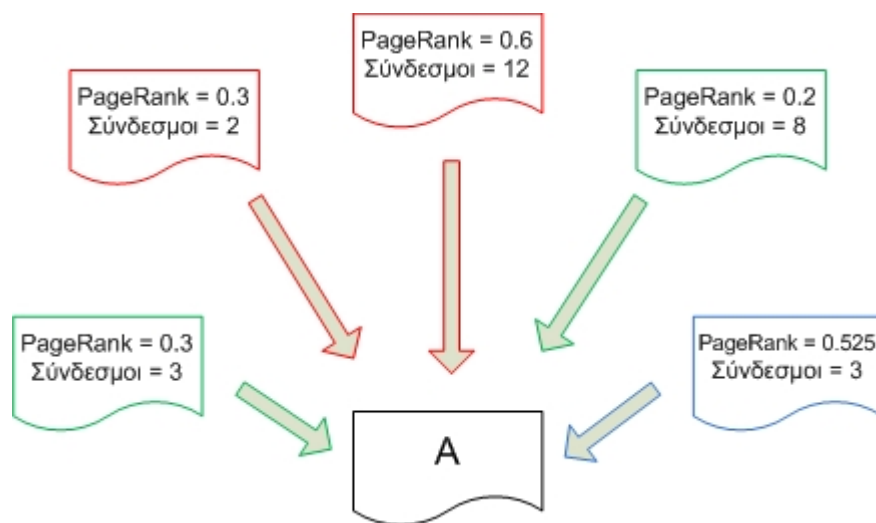 PageRank = 0.6
Σύνδεσμοι = 12
PageRank = 0.3
Σύνδεσμοι = 2
PageRank = 0.2
Σύνδεσμοι = 8
PageRank = 0.3
Σύνδεσμοι = 3
PageRank = 0.525
Σύνδεσμοι = 3
A